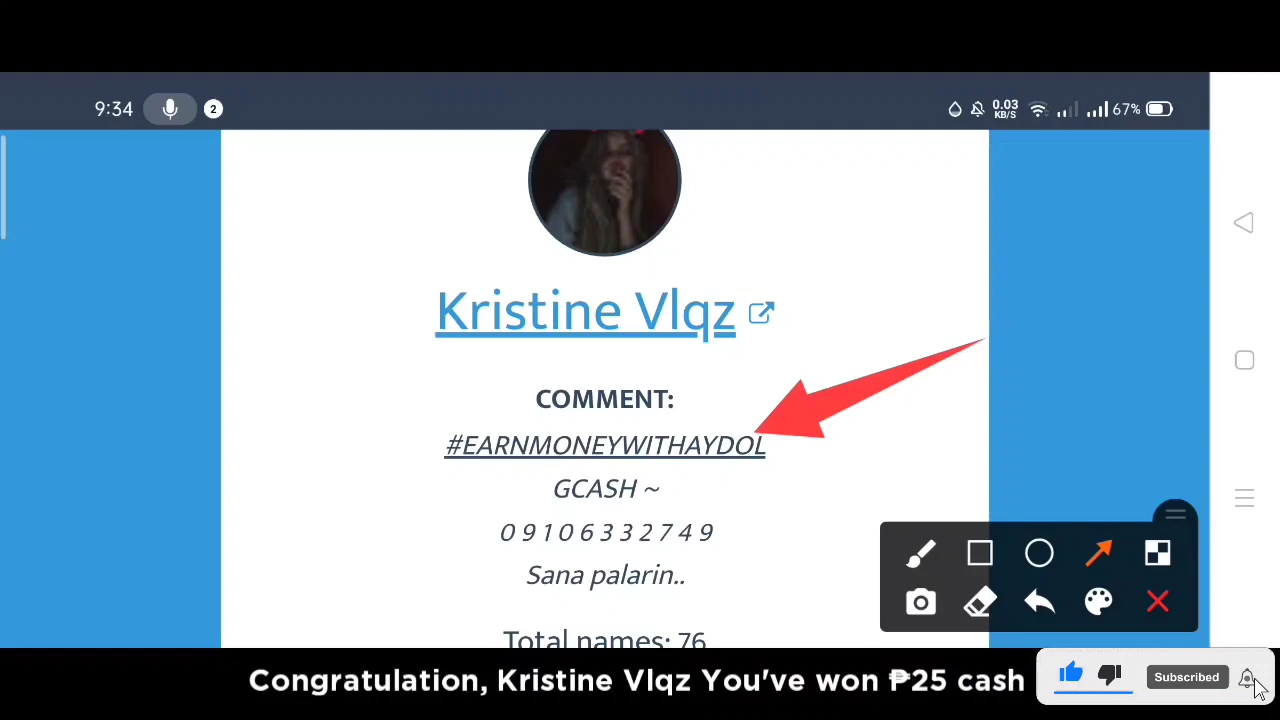 9:34
2
0.03
KB/S
67%
Kristine Vlqz
COMMENT:
#EARNMONEYWITHAYDOL
GCASH ~
0 9 1 0 6 3 3 2 7 4 9
Sana palarin..
Total names: 76
Congratulation, Kristine Vlqz You've won ₱25 cash
Subscribed